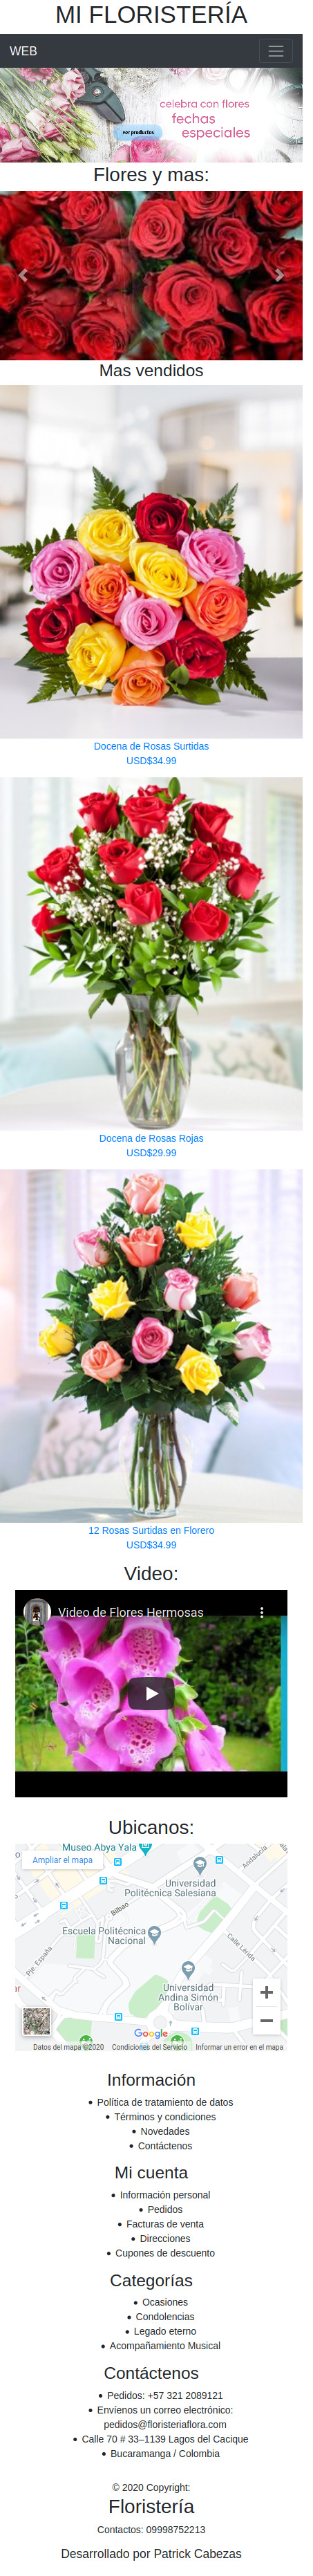 MI FLORISTERÍA
WEB
celebra con flores
fechas
especiales
ver productos
Flores y mas:
Mas vendidos
Docena de Rosas Surtidas
USD$34.99
Docena de Rosas Rojas
USD$29.99
12 Rosas Surtidas en Florero
USD$34.99
Video:
Video de Flores Hermosas
Ubicanos:
Museo Abya Yala
Ampliar el mapa
Andalucía
Universidad
Politécnica Salesiana
Bilbao
Escuela Politécnica
Nacional
Calle Lérida
Pje. España
Universidad
Andina Simón
Bolívar
Google
Datos del mapa ©2020 Condiciones del Servicio Informar un error en el mapa
Información
• Política de tratamiento de datos
• Términos y condiciones
• Novedades
• Contáctenos
Mi cuenta
• Información personal
• Pedidos
• Facturas de venta
• Direcciones
• Cupones de descuento
Categorías
• Ocasiones
• Condolencias
• Legado eterno
• Acompañamiento Musical
Contáctenos
• Pedidos: +57 321 2089121
• Envíenos un correo electrónico:
pedidos@floristeriaflora.com
• Calle 70 # 33–1139 Lagos del Cacique
• Bucaramanga / Colombia
© 2020 Copyright:
Floristería
Contactos: 09998752213
Desarrollado por Patrick Cabezas